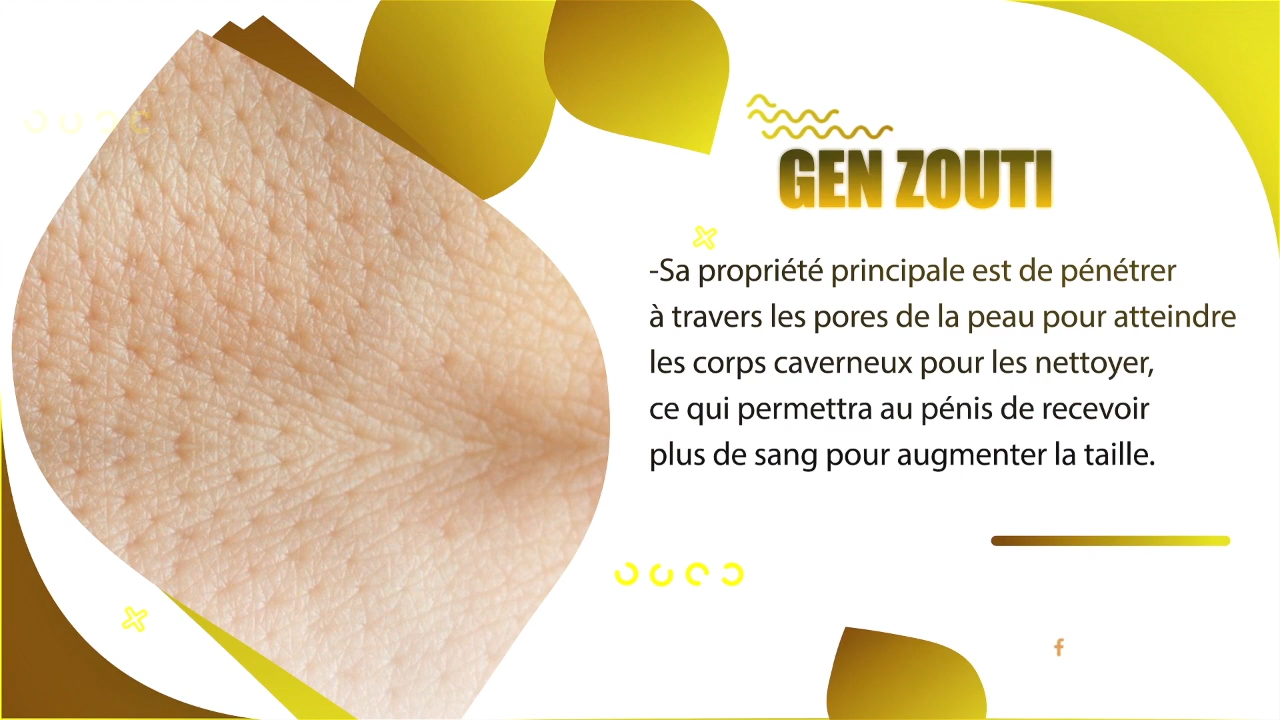 GEN ZOUTI
-Sa propriété principale est de pénétrer
à travers les pores de la peau pour atteindre
les corps caverneux pour les nettoyer,
ce qui permettra au pénis de recevoir
plus de sang pour augmenter la taille.
f